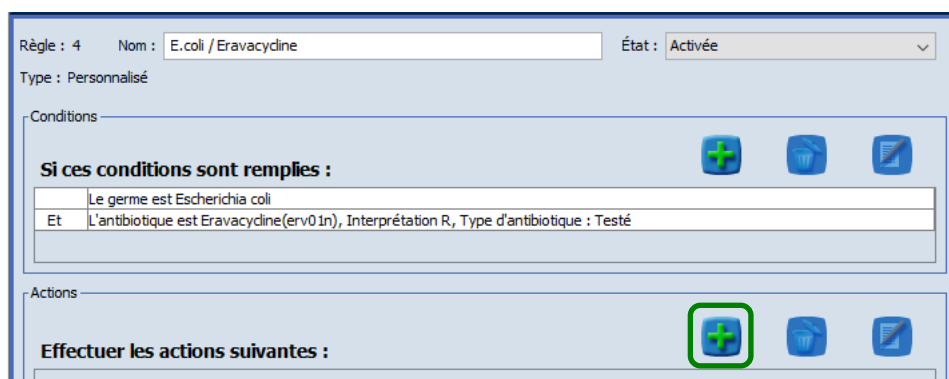 Règle : 4 Nom : E.coli / Eravacycline État : Activée
Type : Personnalisé
Conditions
Si ces conditions sont remplies :
Le germe est Escherichia coli
Et L'antibiotique est Eravacycline(erv01n), Interprétation R, Type d'antibiotique : Testé
Actions
Effectuer les actions suivantes :